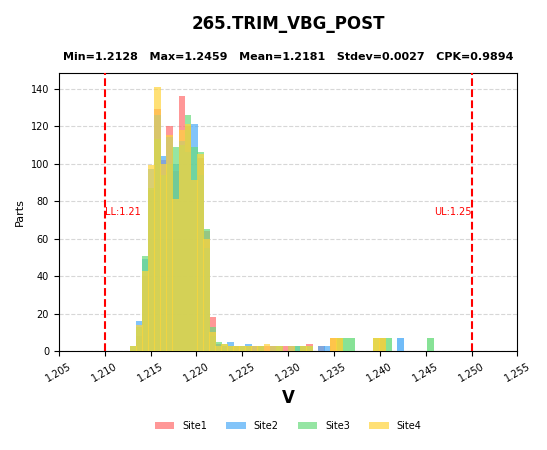 265.TRIM_VBG_POST
Min=1.2128 Max=1.2459 Mean=1.2181 Stdev=0.0027 CPK=0.9894
140
120
100
80
60
40
20
0
Parts
LL:1.21
UL:1.25
1.205 1.210 1.215 1.220 1.225 1.230 1.235 1.240 1.245 1.250 1.255
V
Site1 Site2 Site3 Site4